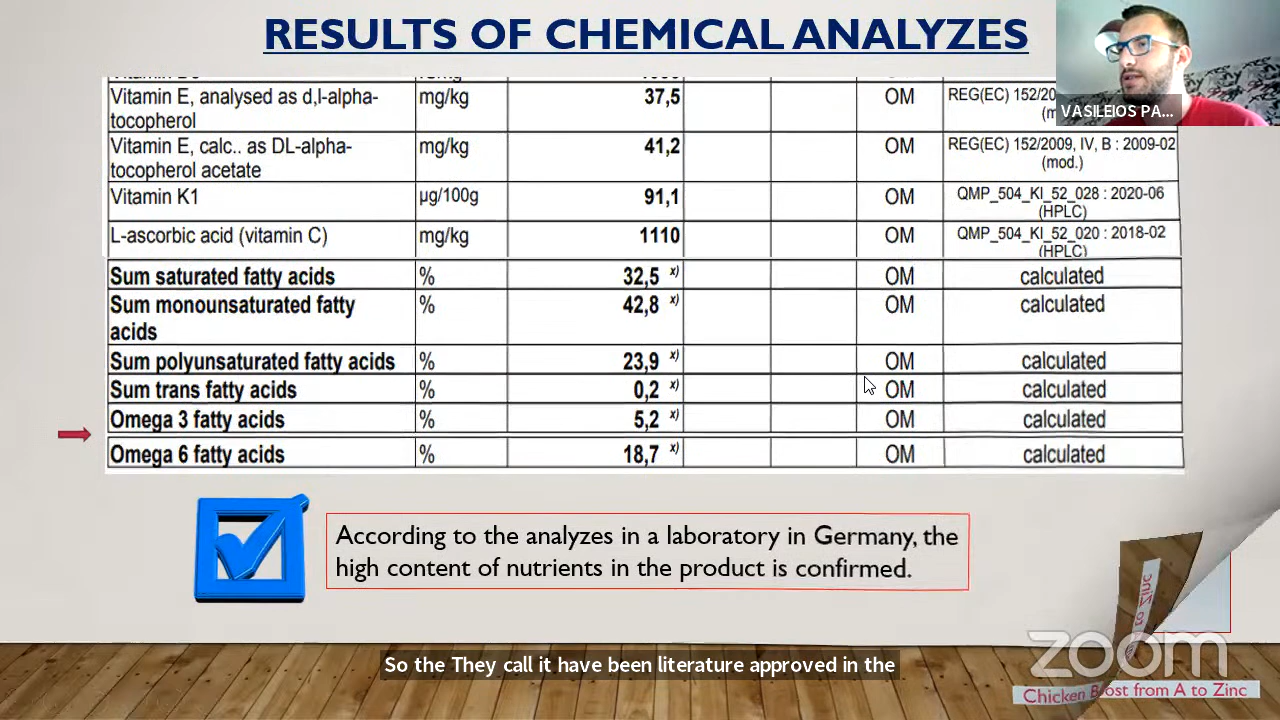 RESULTS OF CHEMICAL ANALYZES
Vitamin E, analysed as d,l-alpha-tocopherol mg/kg 37,5 OM REG(EC) 152/20
VASILEIOS PA...
Vitamin E, calc.. as DL-alpha-tocopherol acetate mg/kg 41,2 OM REG(EC) 152/2009, IV, B : 2009-02 (mod.)
Vitamin K1 µg/100g 91,1 OM QMP_504_KI_52_028 : 2020-06 (HPLC)
L-ascorbic acid (vitamin C) mg/kg 1110 OM QMP_504_KI_52_020 : 2018-02 (HPLC)
Sum saturated fatty acids % 32,5 x) OM calculated
Sum monounsaturated fatty acids % 42,8 x) OM calculated
Sum polyunsaturated fatty acids % 23,9 x) OM calculated
Sum trans fatty acids % 0,2 x) OM calculated
Omega 3 fatty acids % 5,2 x) OM calculated
Omega 6 fatty acids % 18,7 x) OM calculated
According to the analyzes in a laboratory in Germany, the
high content of nutrients in the product is confirmed.
to Zinc
zoom
Chicken from A to Zinc
So the They call it have been literature approved in the